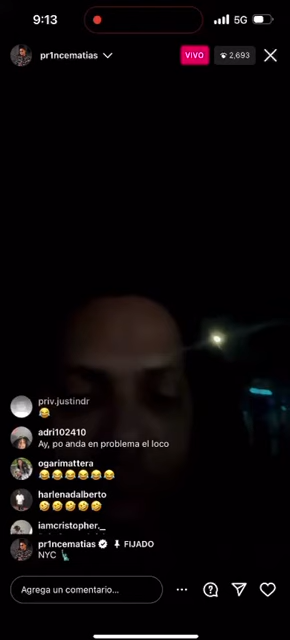 9:13
5G
pr1ncematias
VIVO
2,693
priv.justindr
😂
adri102410
Ay, po anda en problema el loco
ogarimattera
😂😂😂😂😂😂
harlenadalberto
🤣🤣🤣🤣🤣
iamcristopher._
pr1ncematias FIJADO
NYC 🗽
Agrega un comentario...